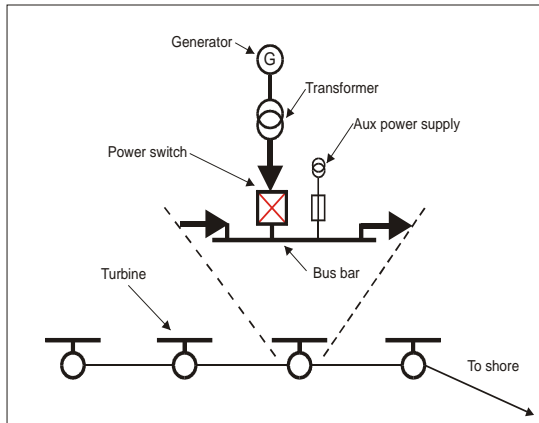 Generator
G
Transformer
Aux power supply
Power switch
Bus bar
Turbine
To shore